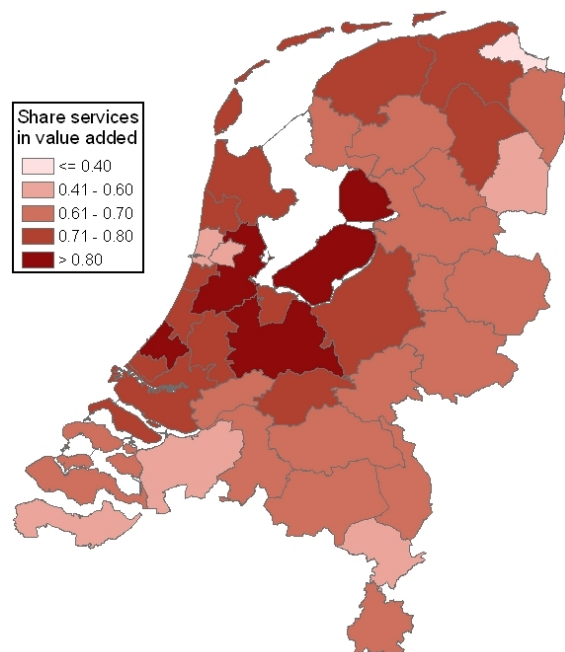 Share services
in value added
<= 0.40
0.41 - 0.60
0.61 - 0.70
0.71 - 0.80
> 0.80